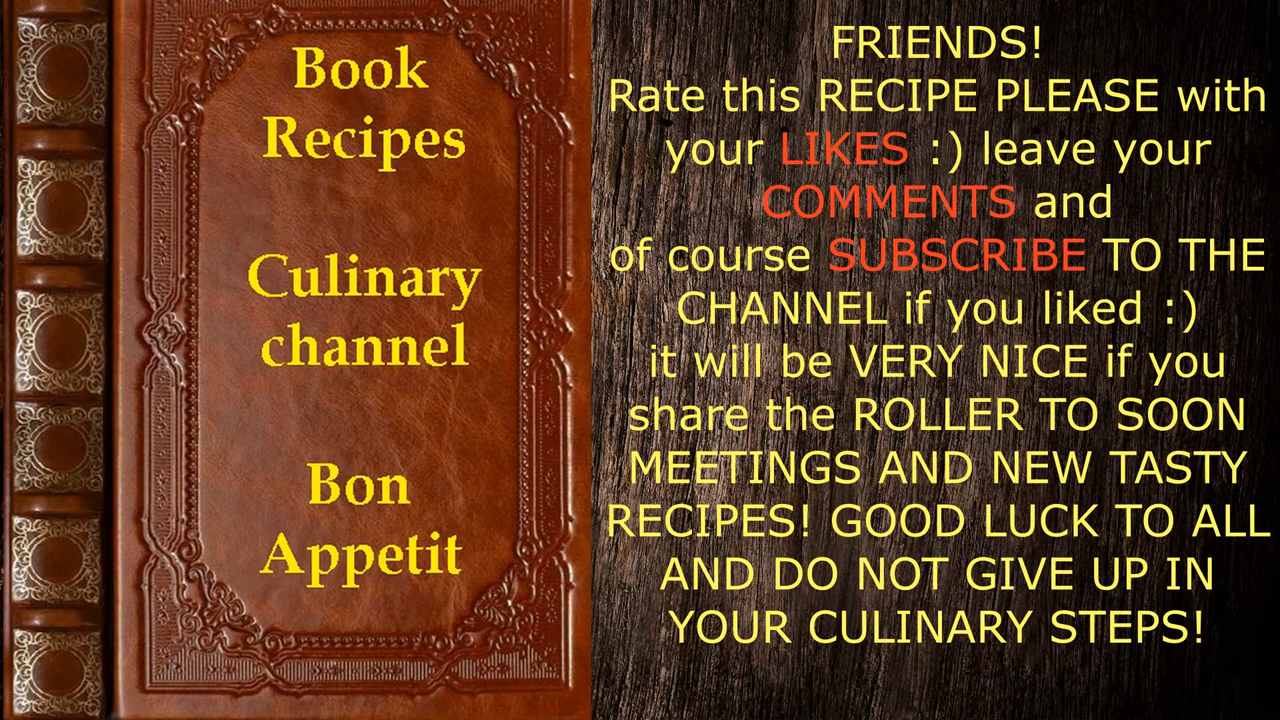 Book
Recipes
Culinary
channel
Bon
Appetit
FRIENDS!
Rate this RECIPE PLEASE with
your LIKES :) leave your
COMMENTS and
of course SUBSCRIBE TO THE
CHANNEL if you liked :)
it will be VERY NICE if you
share the ROLLER TO SOON
MEETINGS AND NEW TASTY
RECIPES! GOOD LUCK TO ALL
AND DO NOT GIVE UP IN
YOUR CULINARY STEPS!